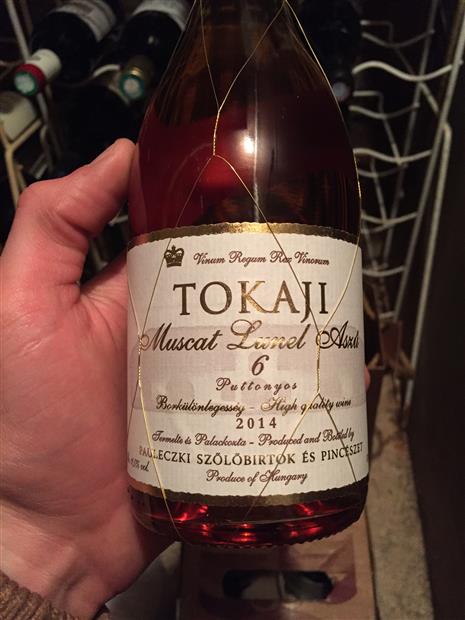 Vinum Regum Rex Vinorum
TOKAJI
Muscat Lunel Aszú
6
Puttonyos
Borkülönlegesség - High quality wine
2014
Termelte és Palackozta - Produced and Bottled by
PAULECZKI SZŐLŐBIRTOK ÉS PINCÉSZET
Produce of Hungary